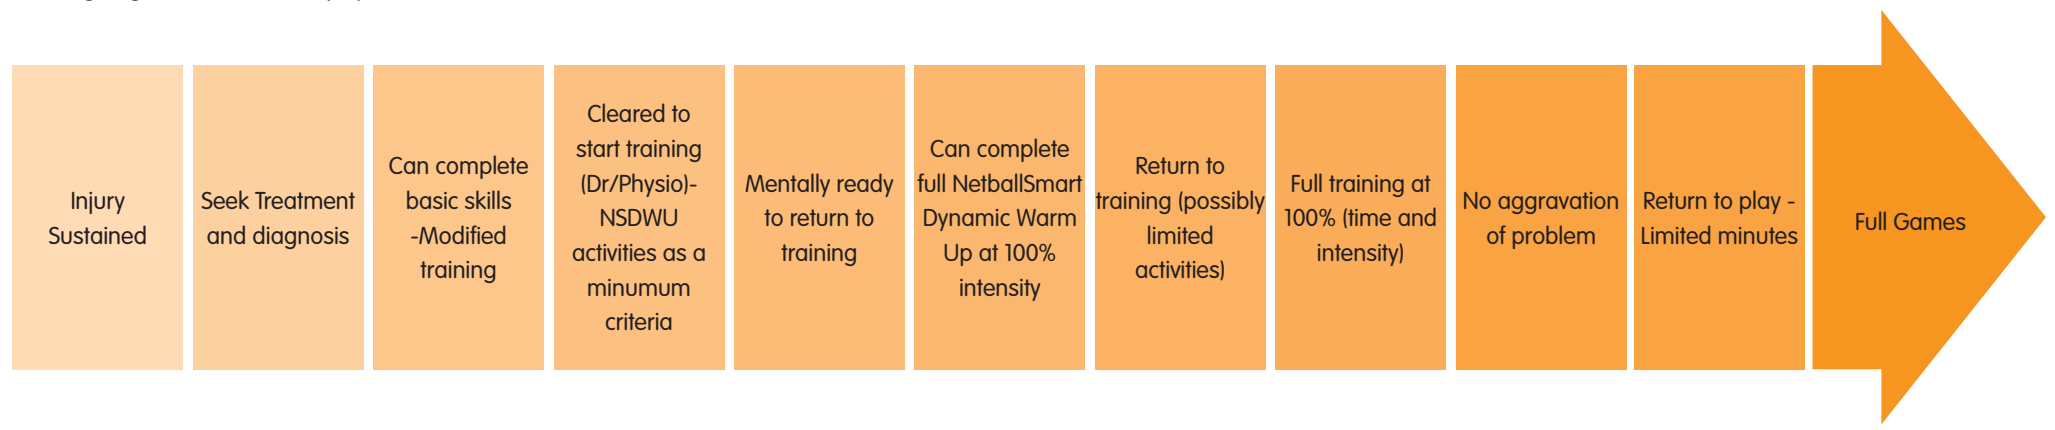 Injury
Sustained
Seek Treatment
and diagnosis
Can complete
basic skills
-Modified
training
Cleared to
start training
(Dr/Physio)-
NSDWU
activities as a
minumum
criteria
Mentally ready
to return to
training
Can complete
full NetballSmart
Dynamic Warm
Up at 100%
intensity
Return to
training (possibly
limited
activities)
Full training at
100% (time and
intensity)
No aggravation
of problem
Return to play -
Limited minutes
Full Games